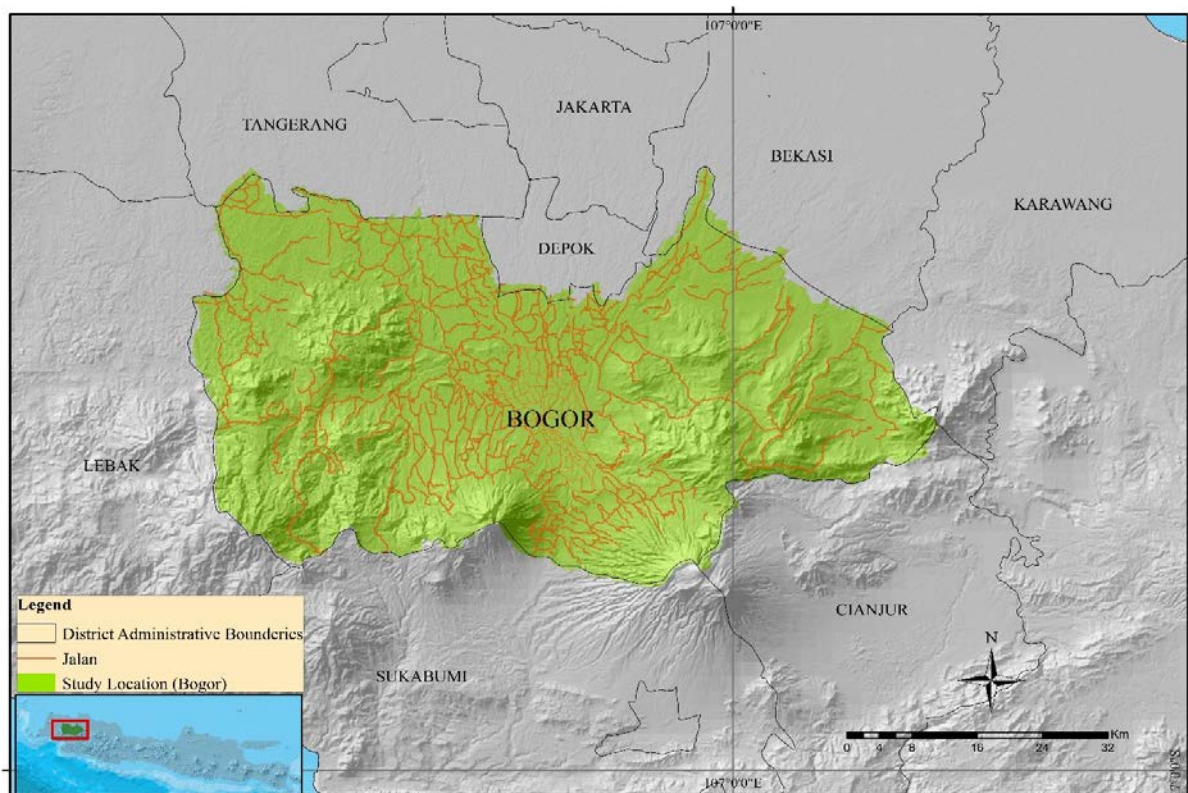 107°0'0"E
JAKARTA
TANGERANG
BEKASI
KARAWANG
DEPOK
BOGOR
LEBAK
CIANJUR
SUKABUMI
Legend
District Administrative Bounderies
Jalan
Study Location (Bogor)
N
Km
0 2 4 8 16 24 32
107°0'0"E